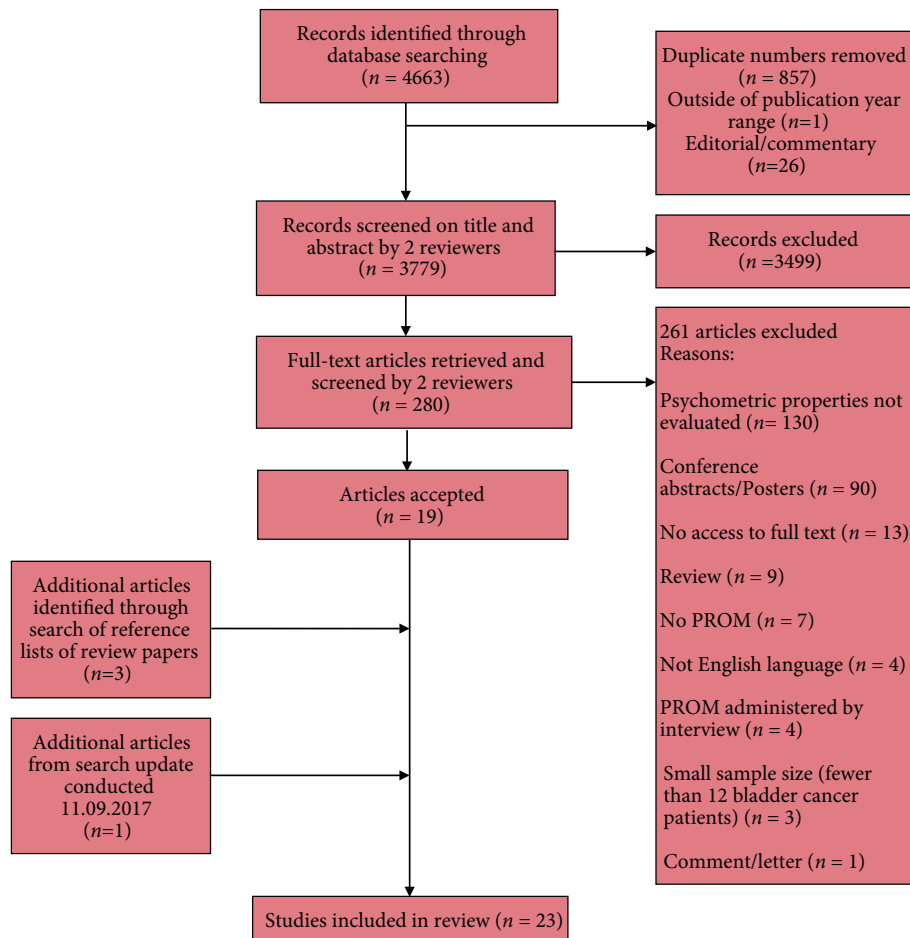 Records identified through
database searching
(n = 4663)
Duplicate numbers removed
(n = 857)
Outside of publication year
range (n=1)
Editorial/commentary
(n=26)
Records screened on title and
abstract by 2 reviewers
(n = 3779)
Records excluded
(n =3499)
Full-text articles retrieved and
screened by 2 reviewers
(n = 280)
261 articles excluded
Reasons:
Psychometric properties not
evaluated (n= 130)
Conference
abstracts/Posters (n = 90)
No access to full text (n = 13)
Review (n = 9)
No PROM (n = 7)
Not English language (n = 4)
PROM administered by
interview (n = 4)
Small sample size (fewer
than 12 bladder cancer
patients) (n = 3)
Comment/letter (n = 1)
Articles accepted
(n = 19)
Additional articles
identified through
search of reference
lists of review papers
(n=3)
Additional articles
from search update
conducted
11.09.2017
(n=1)
Studies included in review (n = 23)